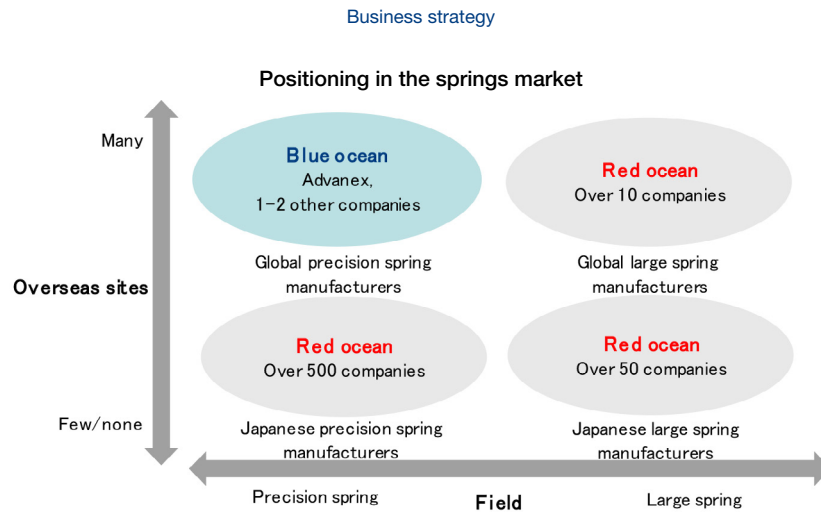 Business strategy
Positioning in the springs market
Many
Blue ocean
Advanex,
1-2 other companies
Red ocean
Over 10 companies
Global precision spring
manufacturers
Global large spring
manufacturers
Overseas sites
Red ocean
Over 500 companies
Red ocean
Over 50 companies
Few/none
Japanese precision spring
manufacturers
Japanese large spring
manufacturers
Precision spring
Field
Large spring